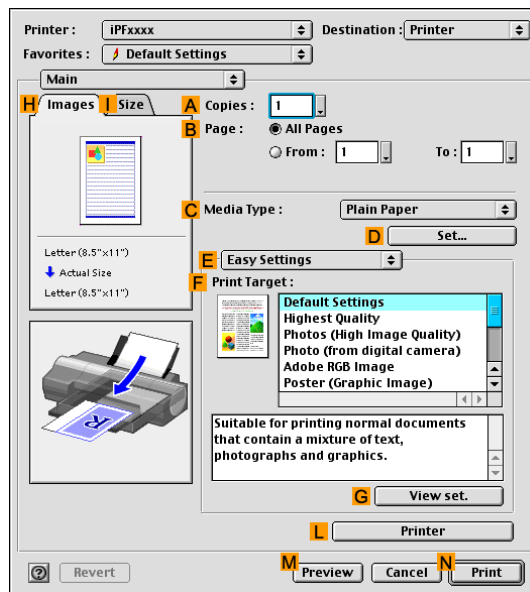 Printer : iPFxxxx Destination : Printer
Favorites : Default Settings
Main
H Images I Size
A Copies : 1
B Page : All Pages
From : 1 To : 1
C Media Type : Plain Paper
D Set...
Letter (8.5"x11")
Actual Size
Letter (8.5"x11")
E Easy Settings
F Print Target :
Default Settings
Highest Quality
Photos (High Image Quality)
Photo (from digital camera)
Adobe RGB Image
Poster (Graphic Image)
R
Suitable for printing normal documents
that contain a mixture of text,
photographs and graphics.
G View set.
L Printer
? Revert M Preview Cancel N Print